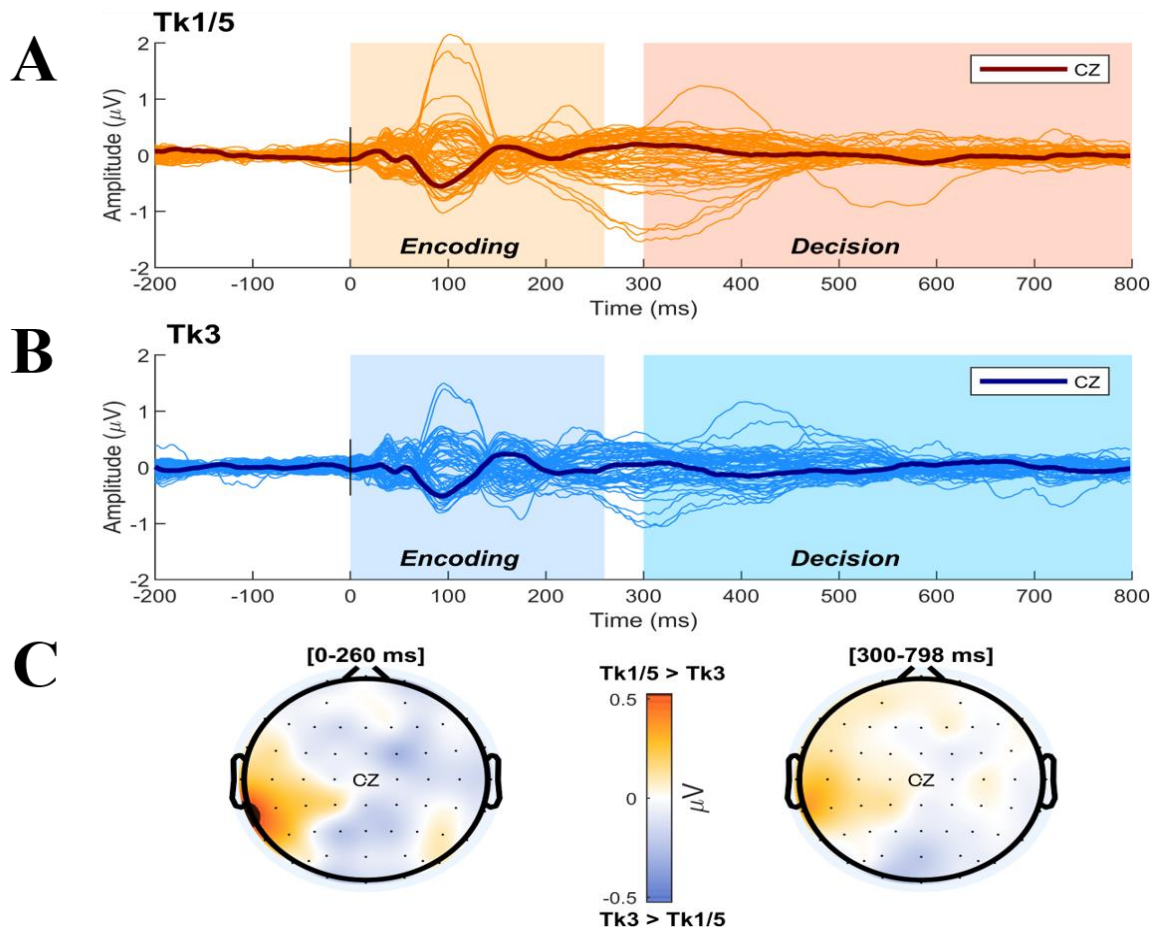 A
Tk1/5
2
1
0
-1
-2
Amplitude (μV)
CZ
Encoding
Decision
-200 -100 0 100 200 300 400 500 600 700 800
Time (ms)
B
Tk3
2
1
0
-1
-2
Amplitude (μV)
CZ
Encoding
Decision
-200 -100 0 100 200 300 400 500 600 700 800
Time (ms)
C
[0-260 ms]
CZ
Tk1/5 > Tk3
0.5
0
-0.5
μV
Tk3 > Tk1/5
[300-798 ms]
CZ